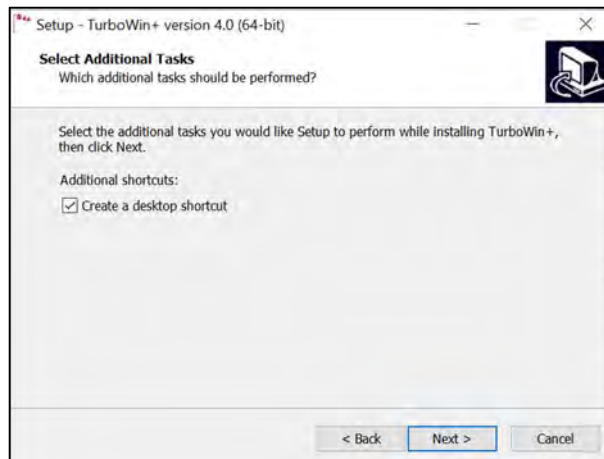 Setup - TurboWin+ version 4.0 (64-bit)
Select Additional Tasks
Which additional tasks should be performed?
Select the additional tasks you would like Setup to perform while installing TurboWin+,
then click Next.
Additional shortcuts:
Create a desktop shortcut
< Back Next > Cancel